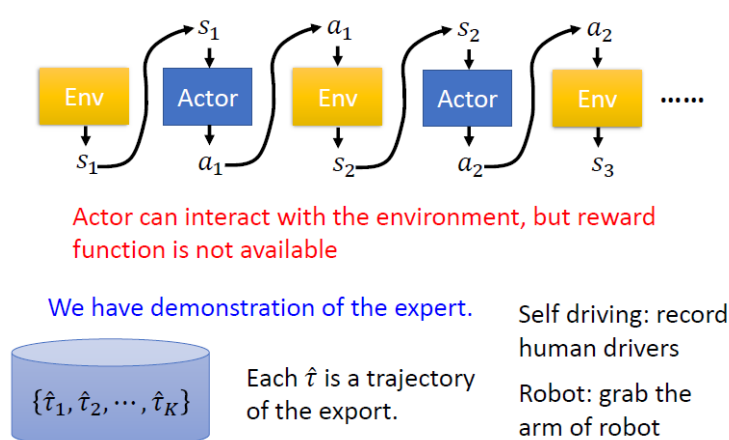 s₁ a₁ s₂ a₂
Env Actor Env Actor Env ......
s₁ a₁ s₂ a₂ s₃
Actor can interact with the environment, but reward
function is not available
We have demonstration of the expert.
Self driving: record
human drivers
{τ̂₁, τ̂₂, ⋯, τ̂_K}
Each τ̂ is a trajectory
of the export.
Robot: grab the
arm of robot